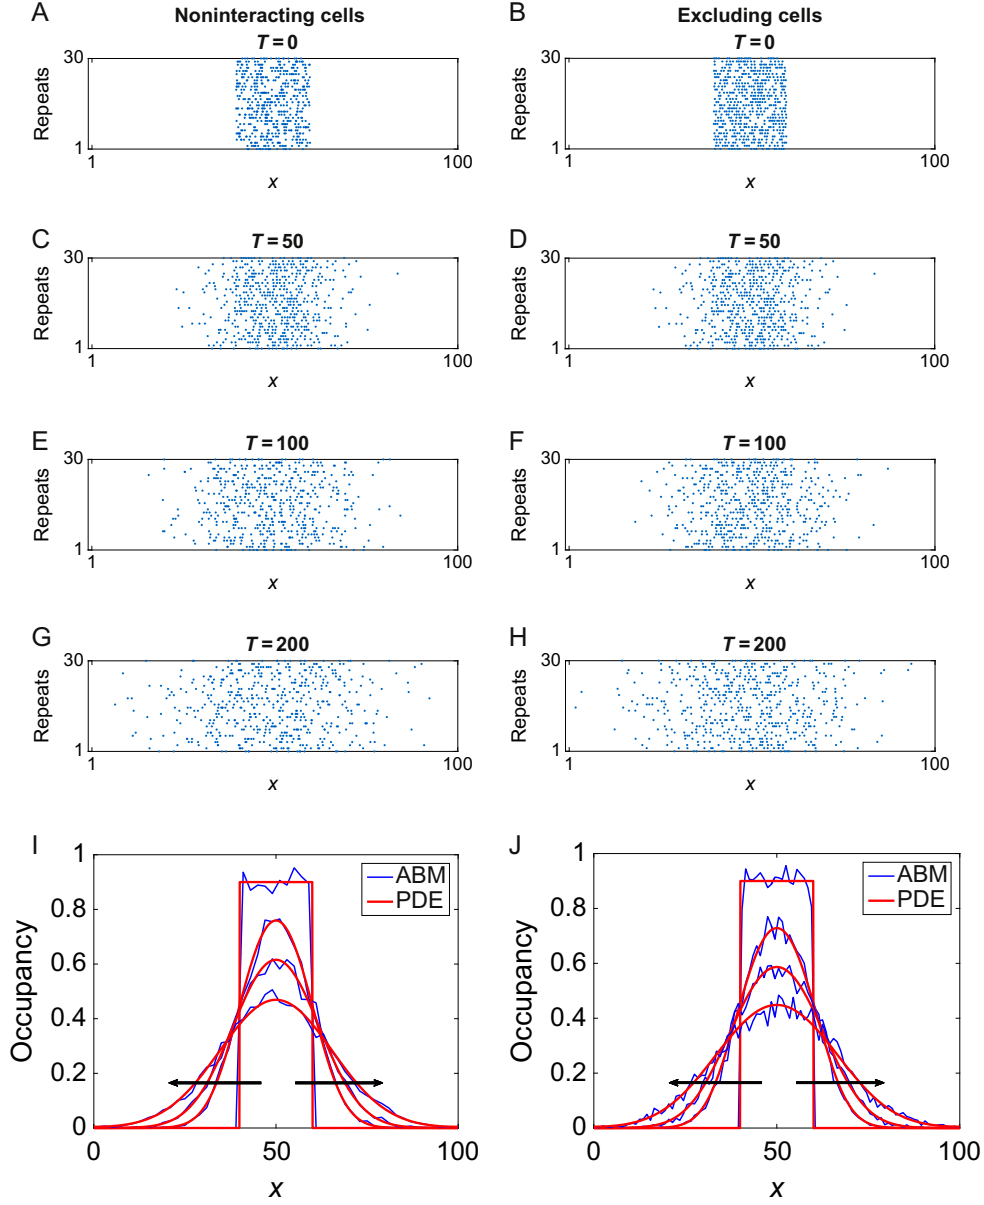 A
Noninteracting cells
T = 0
30
Repeats
1
1
100
x
B
Excluding cells
T = 0
30
Repeats
1
1
100
x
C
T = 50
30
Repeats
1
1
100
x
D
T = 50
30
Repeats
1
1
100
x
E
T = 100
30
Repeats
1
1
100
x
F
T = 100
30
Repeats
1
1
100
x
G
T = 200
30
Repeats
1
1
100
x
H
T = 200
30
Repeats
1
1
100
x
I
1
0.8
0.6
0.4
0.2
0
Occupancy
ABM
PDE
0
50
100
x
J
1
0.8
0.6
0.4
0.2
0
Occupancy
ABM
PDE
0
50
100
x